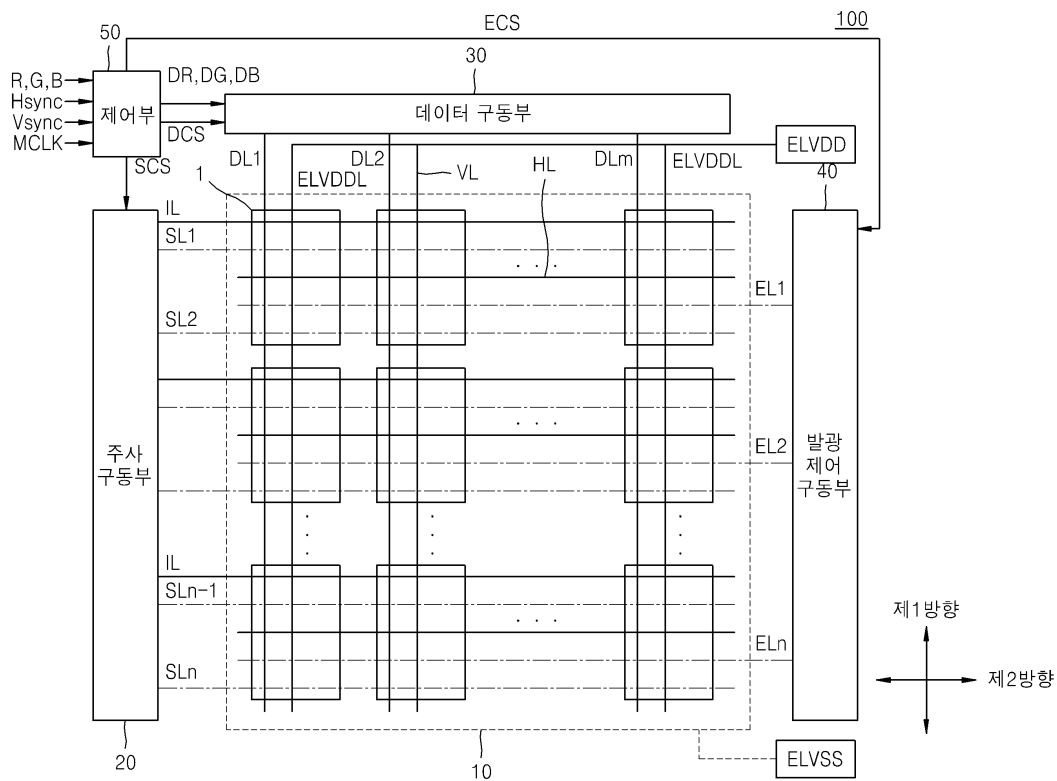 ECS
100
50
30
R,G,B
DR,DG,DB
Hsync
Vsync
MCLK
제어부
DCS
데이터 구동부
SCS
DL1
ELVDDL
DL2
VL
HL
DLm
ELVDDL
ELVDD
40
1
IL
SL1
. . .
EL1
SL2
주사
구동부
. . .
EL2
발광
제어
구동부
IL
SLn-1
. . .
SLn
ELn
제1방향
제2방향
20
10
ELVSS